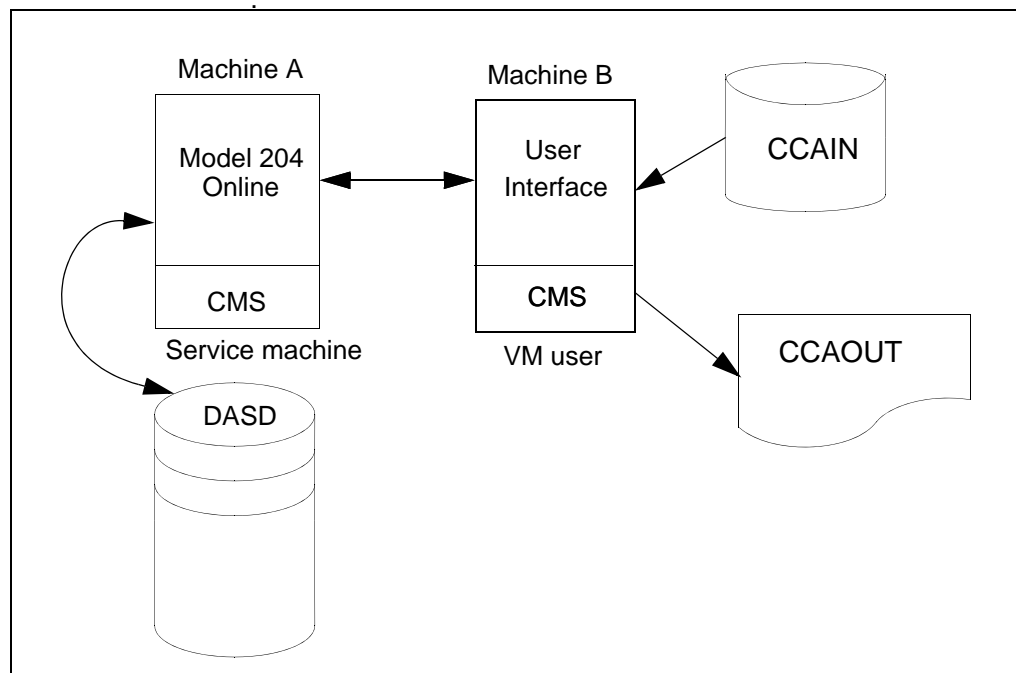 Machine A
Model 204
Online
CMS
Service machine
DASD
Machine B
User
Interface
CMS
VM user
CCAIN
CCAOUT